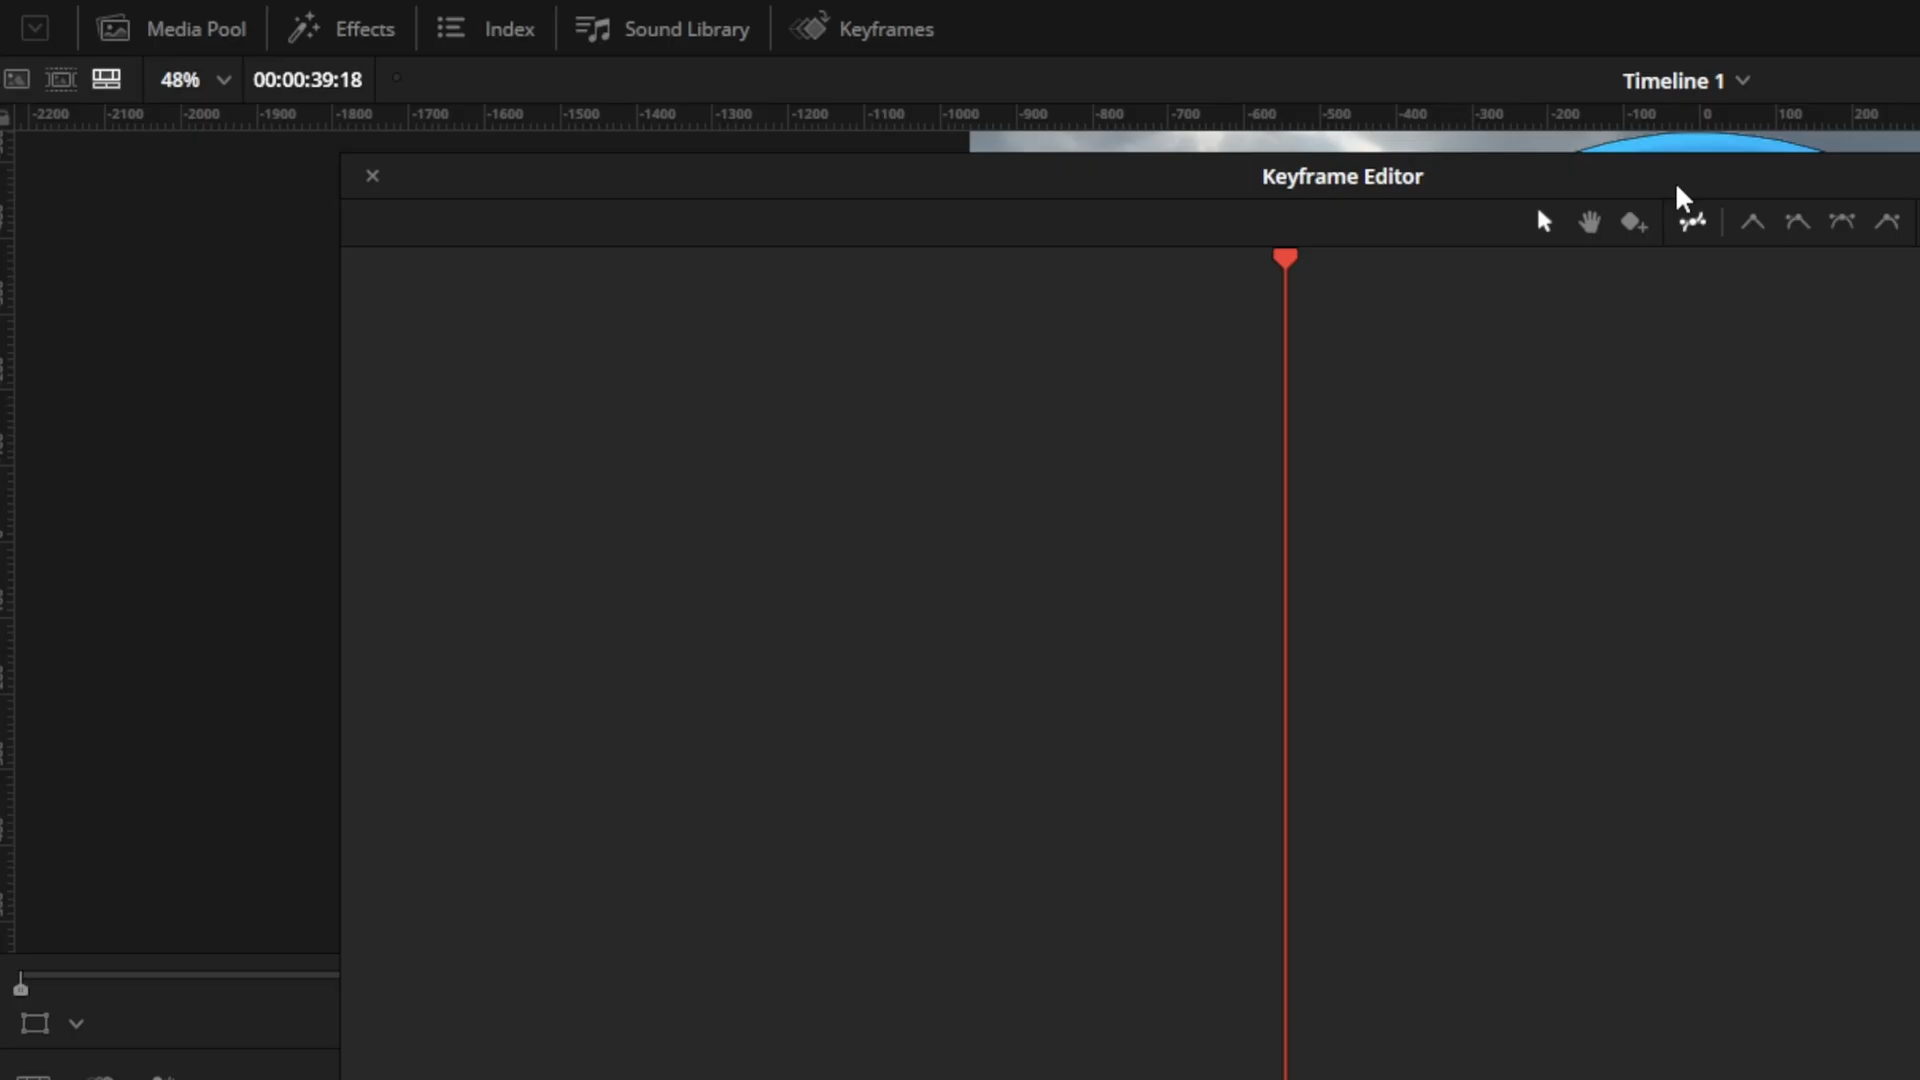 Media Pool Effects Index Sound Library Keyframes
48% 00:00:39:18 Timeline 1
-2200 -2100 -2000 -1900 -1800 -1700 -1600 -1500 -1400 -1300 -1200 -1100 -1000 -900 -800 -700 -600 -500 -400 -300 -200 -100 0 100 200
Keyframe Editor